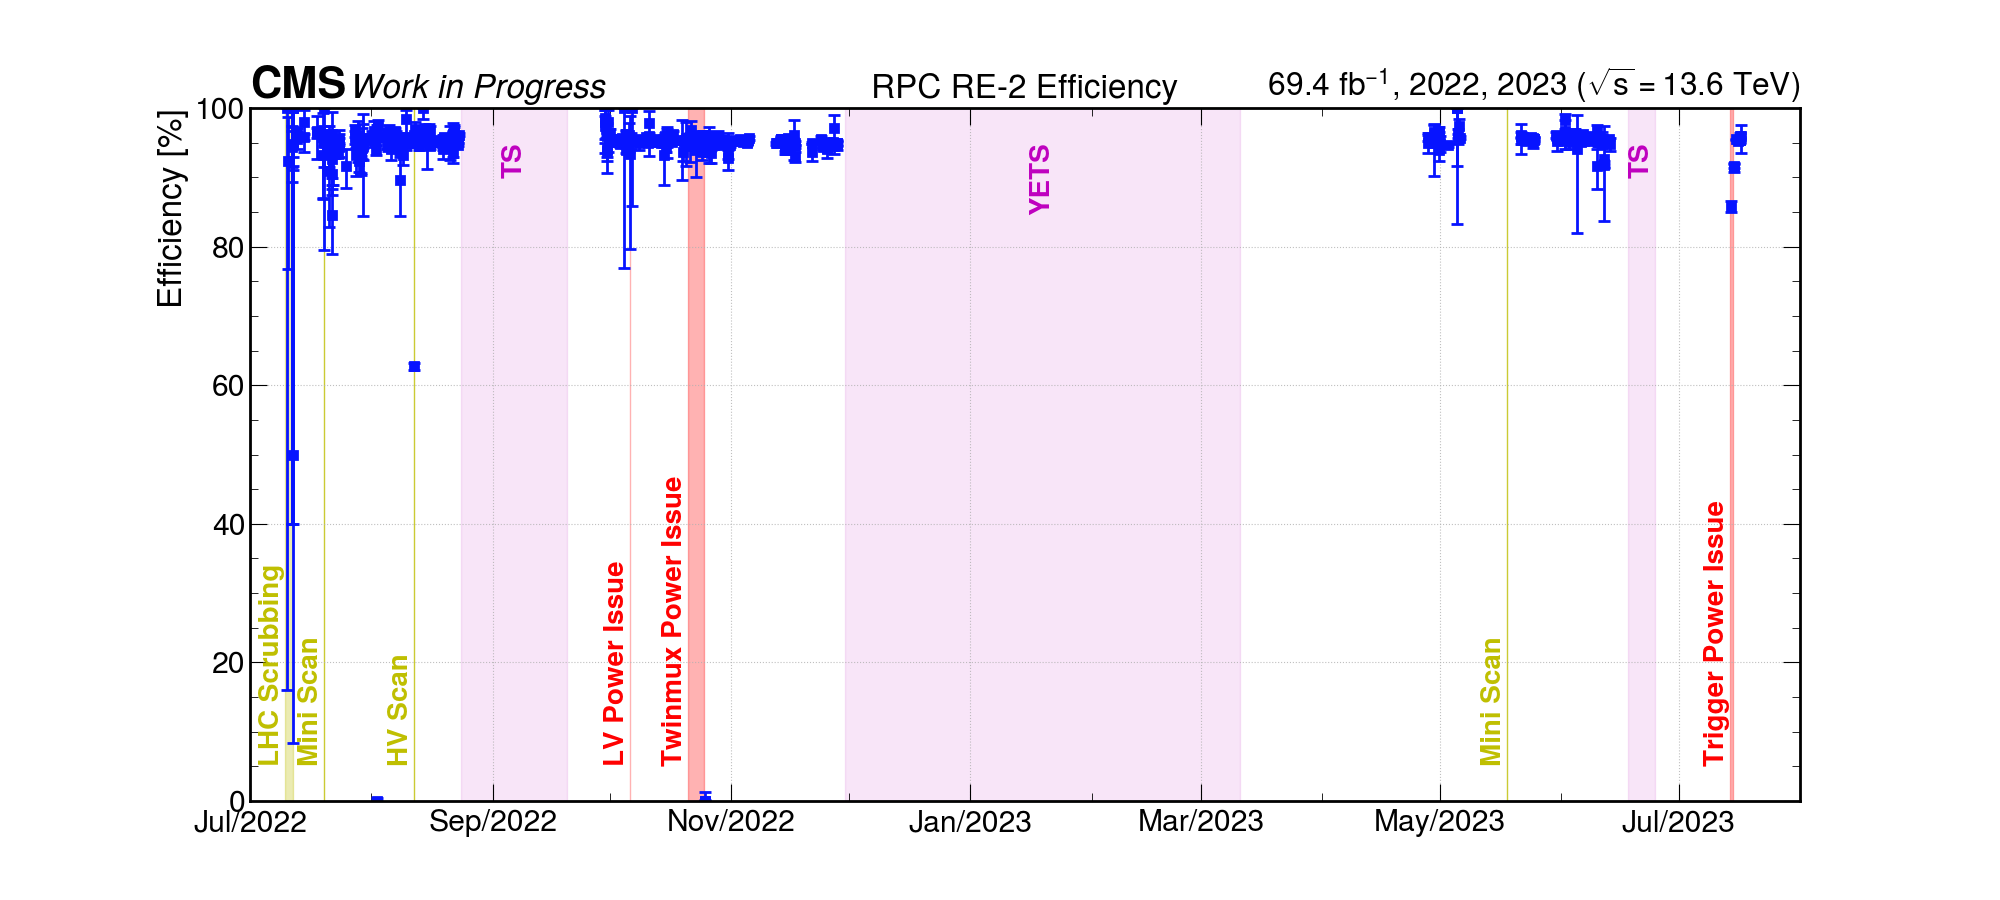 CMS Work in Progress RPC RE-2 Efficiency 69.4 fb⁻¹, 2022, 2023 (√s = 13.6 TeV)
Efficiency [%]
100
80
60
40
20
0
LHC Scrubbing
Mini Scan
HV Scan
TS
LV Power Issue
Twinmux Power Issue
YETS
Mini Scan
TS
Trigger Power Issue
Jul/2022 Sep/2022 Nov/2022 Jan/2023 Mar/2023 May/2023 Jul/2023